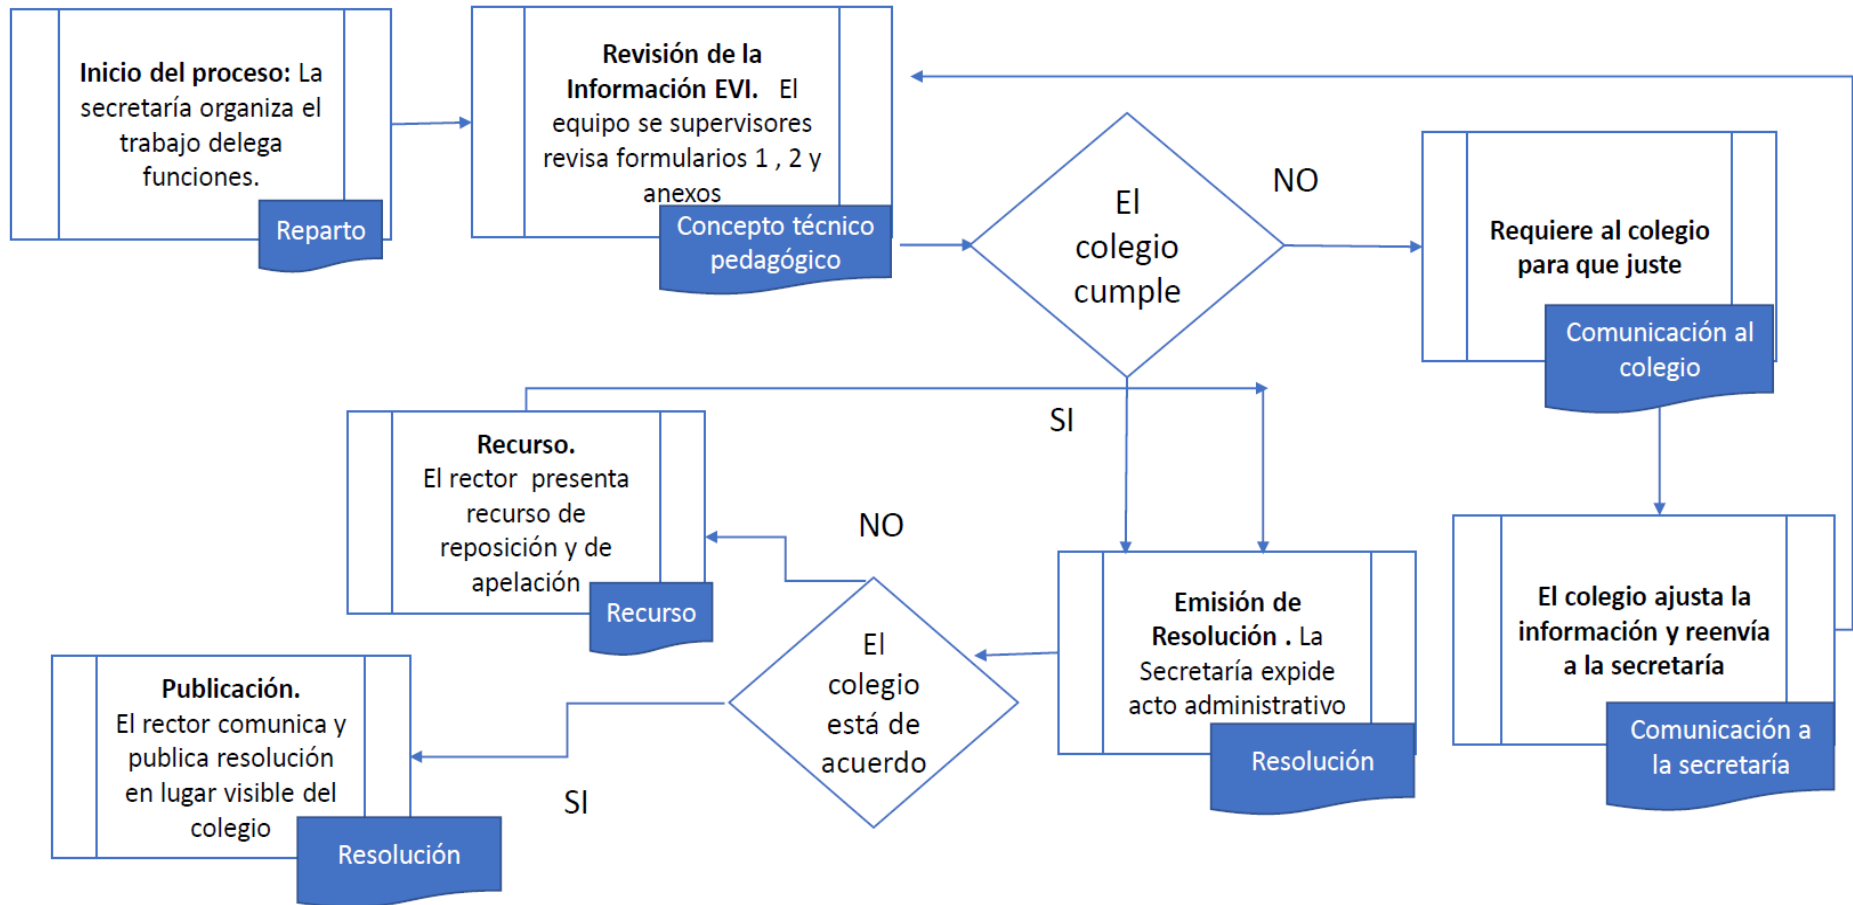 Inicio del proceso: La
secretaría organiza el
trabajo delega
funciones.
Reparto
Revisión de la
Información EVI. El
equipo se supervisores
revisa formularios 1 , 2 y
anexos
Concepto técnico
pedagógico
El
colegio
cumple
NO
Requiere al colegio
para que juste
Comunicación al
colegio
SI
El colegio ajusta la
información y reenvía
a la secretaría
Comunicación a
la secretaría
Emisión de
Resolución . La
Secretaría expide
acto administrativo
Resolución
El
colegio
está de
acuerdo
NO
Recurso.
El rector presenta
recurso de
reposición y de
apelación
Recurso
SI
Publicación.
El rector comunica y
publica resolución
en lugar visible del
colegio
Resolución